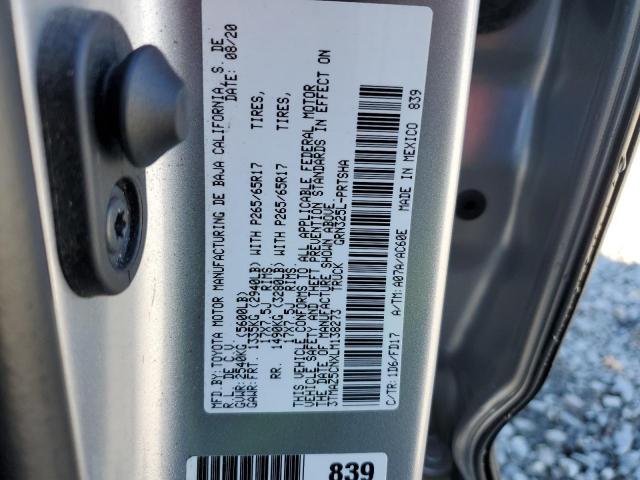 MFD.BY:TOYOTA MOTOR MANUFACTURING DE BAJA CALIFORNIA, S. DE
R.L. DE C.V. DATE: 08/20
GVWR: 2540KG (5600LB)
GAWR:FRT. 1335KG (2940LB) WITH P265/65R17 TIRES,
17X7.5J RIMS,
RR. 1490KG (3280LB) WITH P265/65R17 TIRES,
17X7.5J RIMS.
THIS VEHICLE CONFORMS TO ALL APPLICABLE FEDERAL MOTOR
VEHICLE SAFETY AND THEFT PREVENTION STANDARDS IN EFFECT ON
THE DATE OF MANUFACTURE SHOWN ABOVE.
3TMAZ5CNXLM138273 TRUCK GRN325L-PRTSHA
C/TR:1D6/FD17 A/TM:A07A/AC60E MADE IN MEXICO 839
839